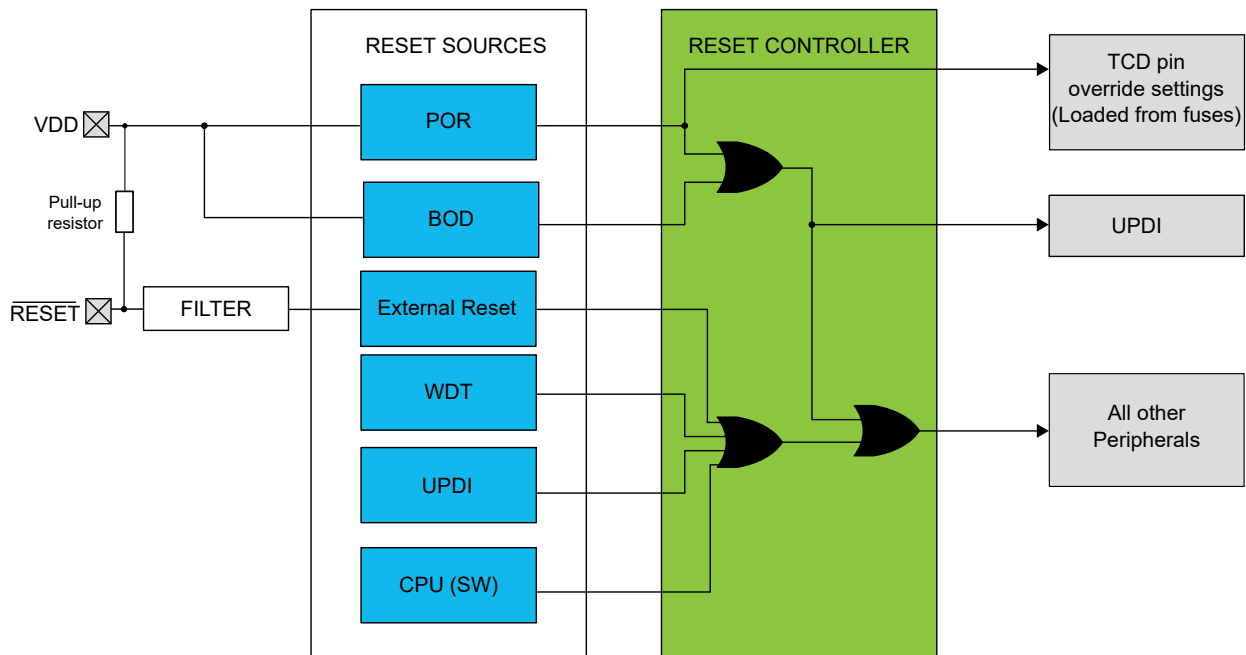 RESET SOURCES
RESET CONTROLLER
TCD pin
override settings
(Loaded from fuses)
VDD
POR
Pull-up
resistor
BOD
UPDI
RESET
FILTER
External Reset
WDT
All other
Peripherals
UPDI
CPU (SW)